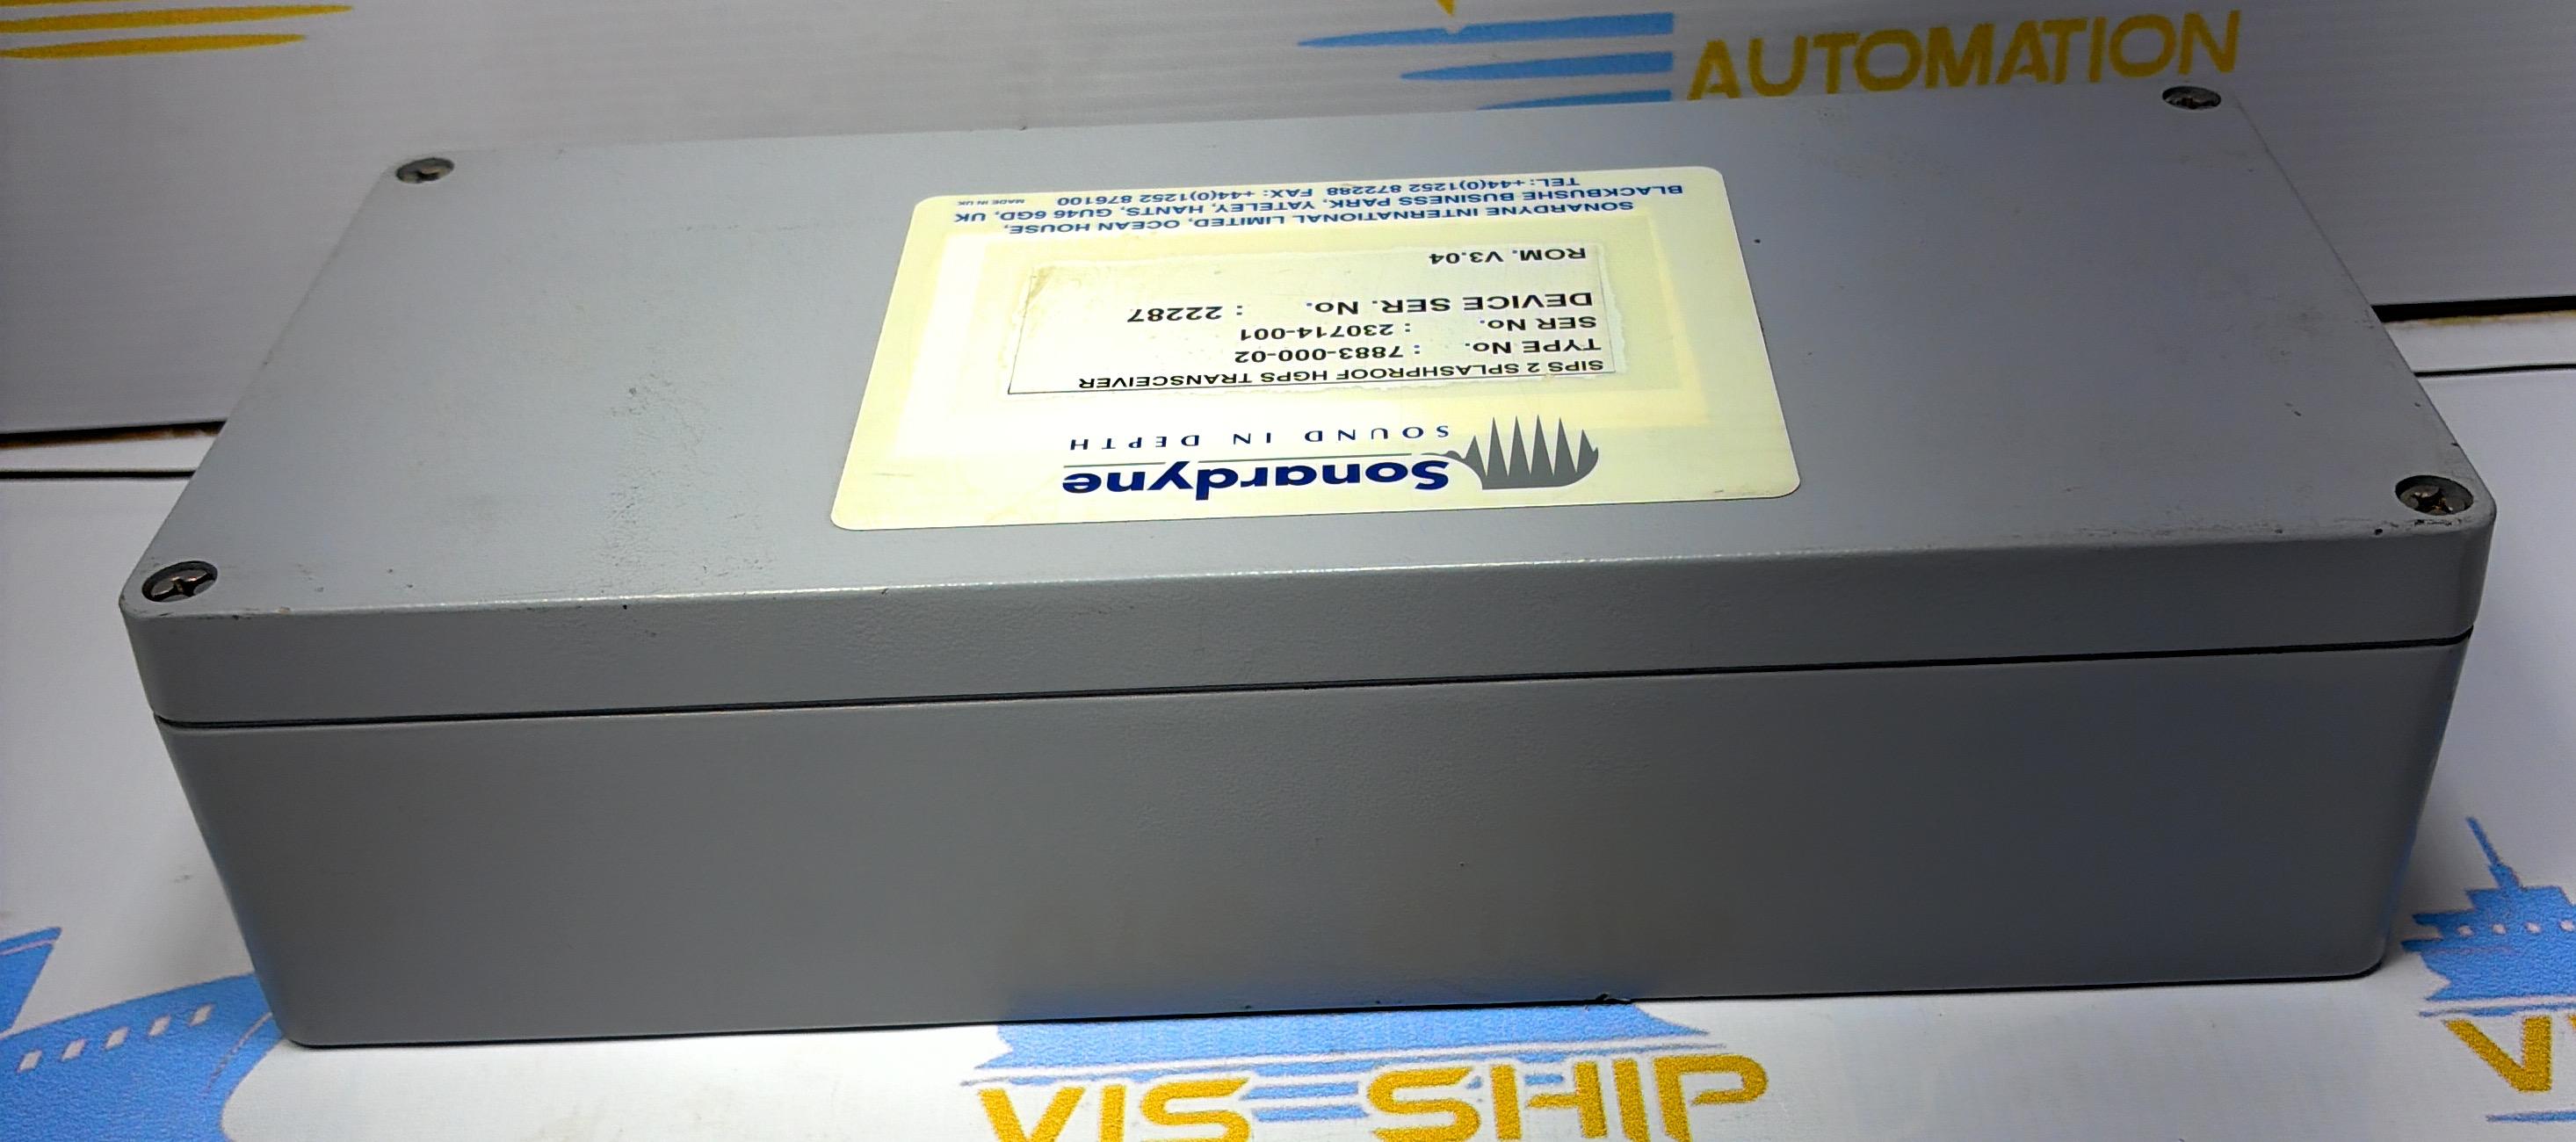 AUTOMATION
Sonardyne
SOUND IN DEPTH
SIPS 2 SPLASHPROOF HGPS TRANSCEIVER
TYPE No. : 7883-000-02
SER No. : 230714-001
DEVICE SER. No. : 22287
ROM. V3.04
SONARDYNE INTERNATIONAL LIMITED, OCEAN HOUSE,
BLACKBUSHE BUSINESS PARK, YATELEY, HANTS, GU46 6GD, UK
TEL: +44(0)1252 872288 FAX: +44(0)1252 876100
MADE IN UK
VIS-SHIP